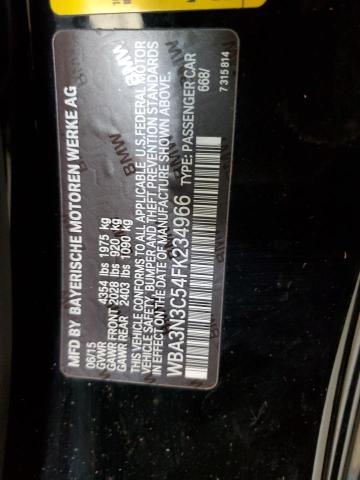 MFD BY BAYERISCHE MOTOREN WERKE AG
06/15
GVWR 4354 lbs 1975 kg
GAWR FRONT 2028 lbs 920 kg
GAWR REAR 2403 lbs 1090 kg
THIS VEHICLE CONFORMS TO ALL APPLICABLE U.S. FEDERAL MOTOR
VEHICLE SAFETY, BUMPER AND THEFT PREVENTION STANDARDS
IN EFFECT ON THE DATE OF MANUFACTURE SHOWN ABOVE.
WBA3N3C54FK234966 TYPE: PASSENGER CAR
668/
7 315 814